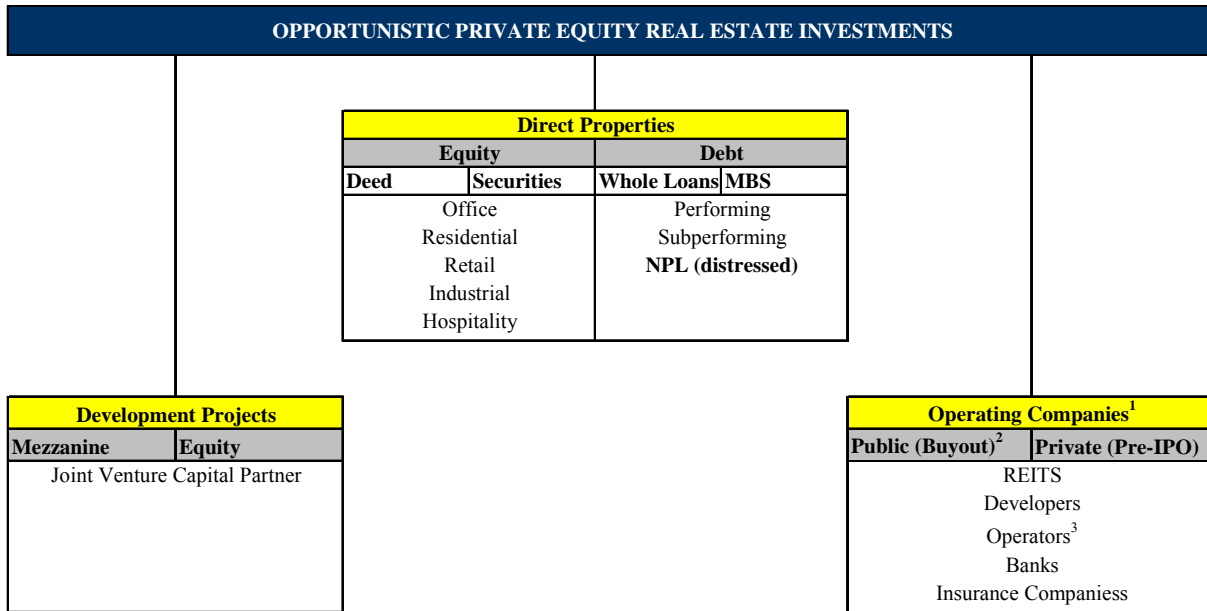 OPPORTUNISTIC PRIVATE EQUITY REAL ESTATE INVESTMENTS
Direct Properties
Equity Debt
Deed Securities Whole Loans MBS
Office Performing
Residential Subperforming
Retail NPL (distressed)
Industrial
Hospitality
Development Projects
Mezzanine Equity
Joint Venture Capital Partner
Operating Companies¹
Public (Buyout)² Private (Pre-IPO)
REITS
Developers
Operators³
Banks
Insurance Companiess